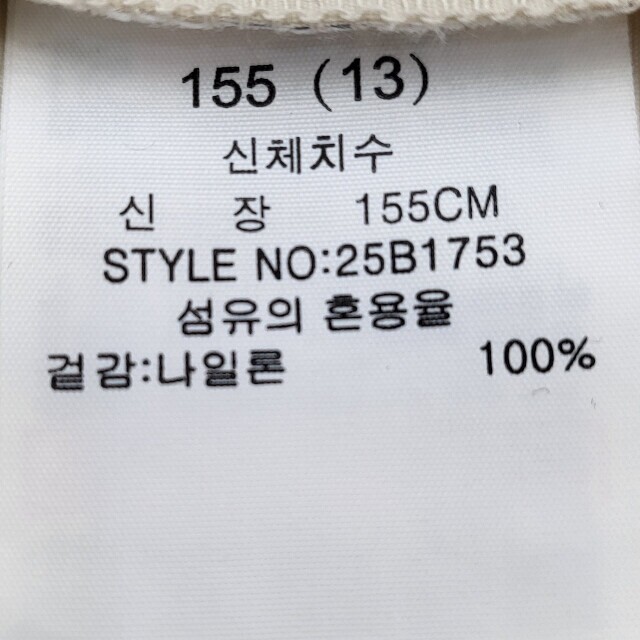 155 (13)
신체치수
신 장 155CM
STYLE NO:25B1753
섬유의 혼용율
겉감:나일론 100%